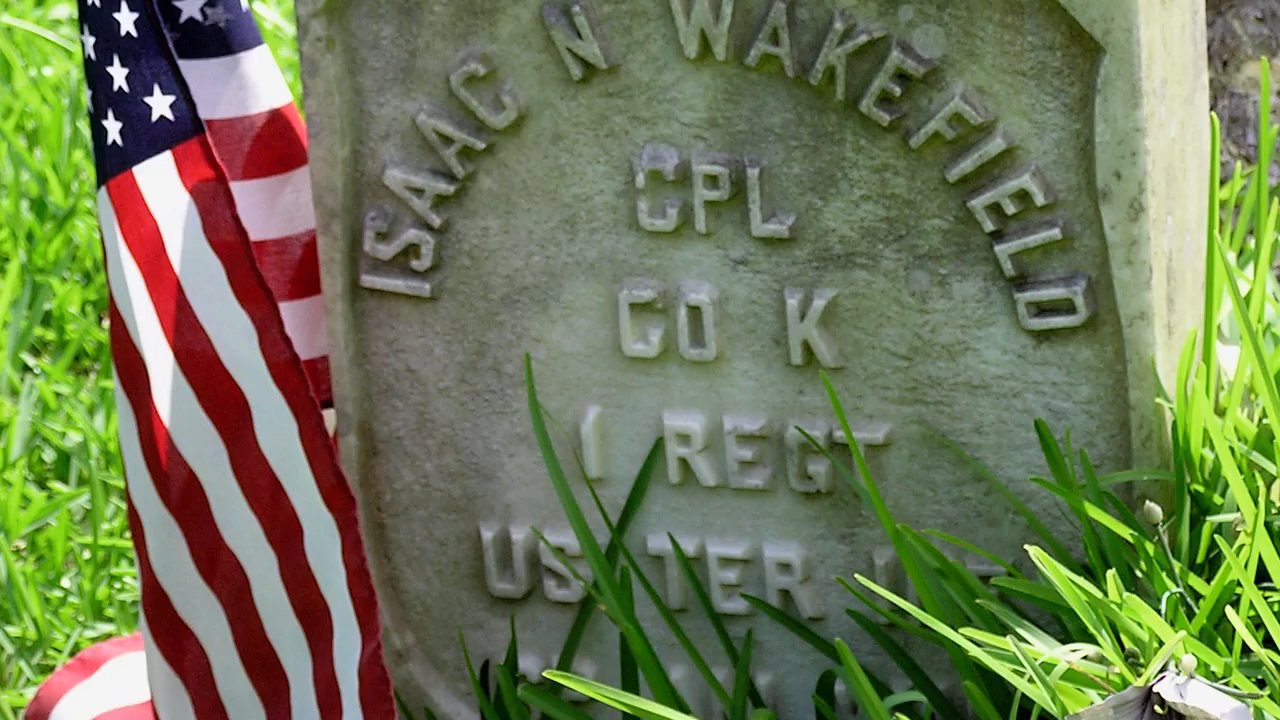 ISAAC N WAKEFIELD
CPL
CO K
1 REGT
US TER